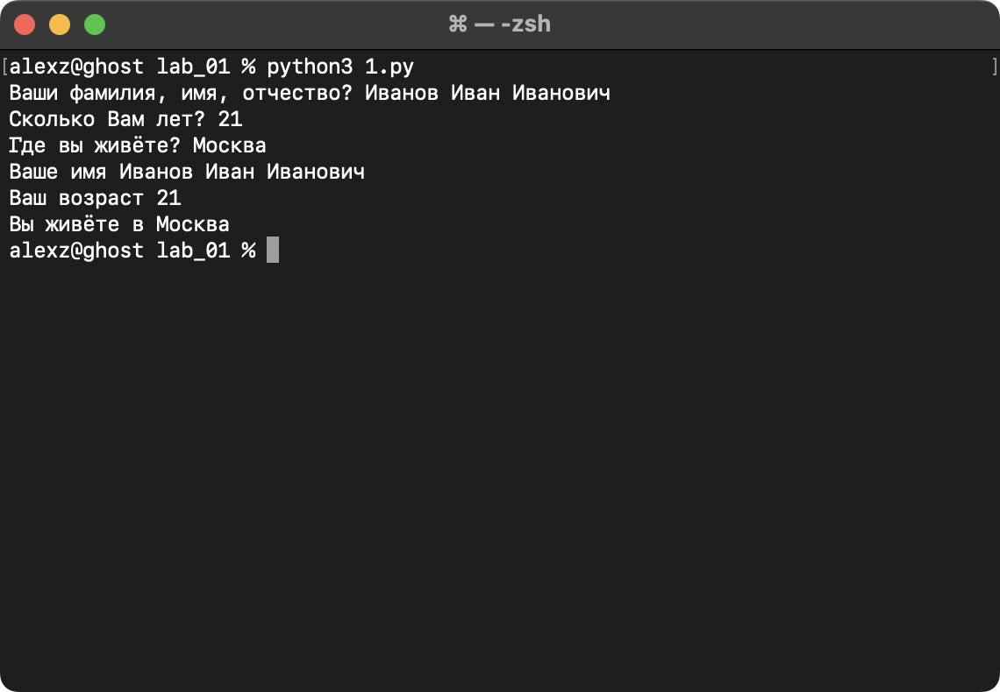 ⌘ — -zsh
[alexz@ghost lab_01 % python3 1.py ]
Ваши фамилия, имя, отчество? Иванов Иван Иванович
Сколько Вам лет? 21
Где вы живёте? Москва
Ваше имя Иванов Иван Иванович
Ваш возраст 21
Вы живёте в Москва
alexz@ghost lab_01 %